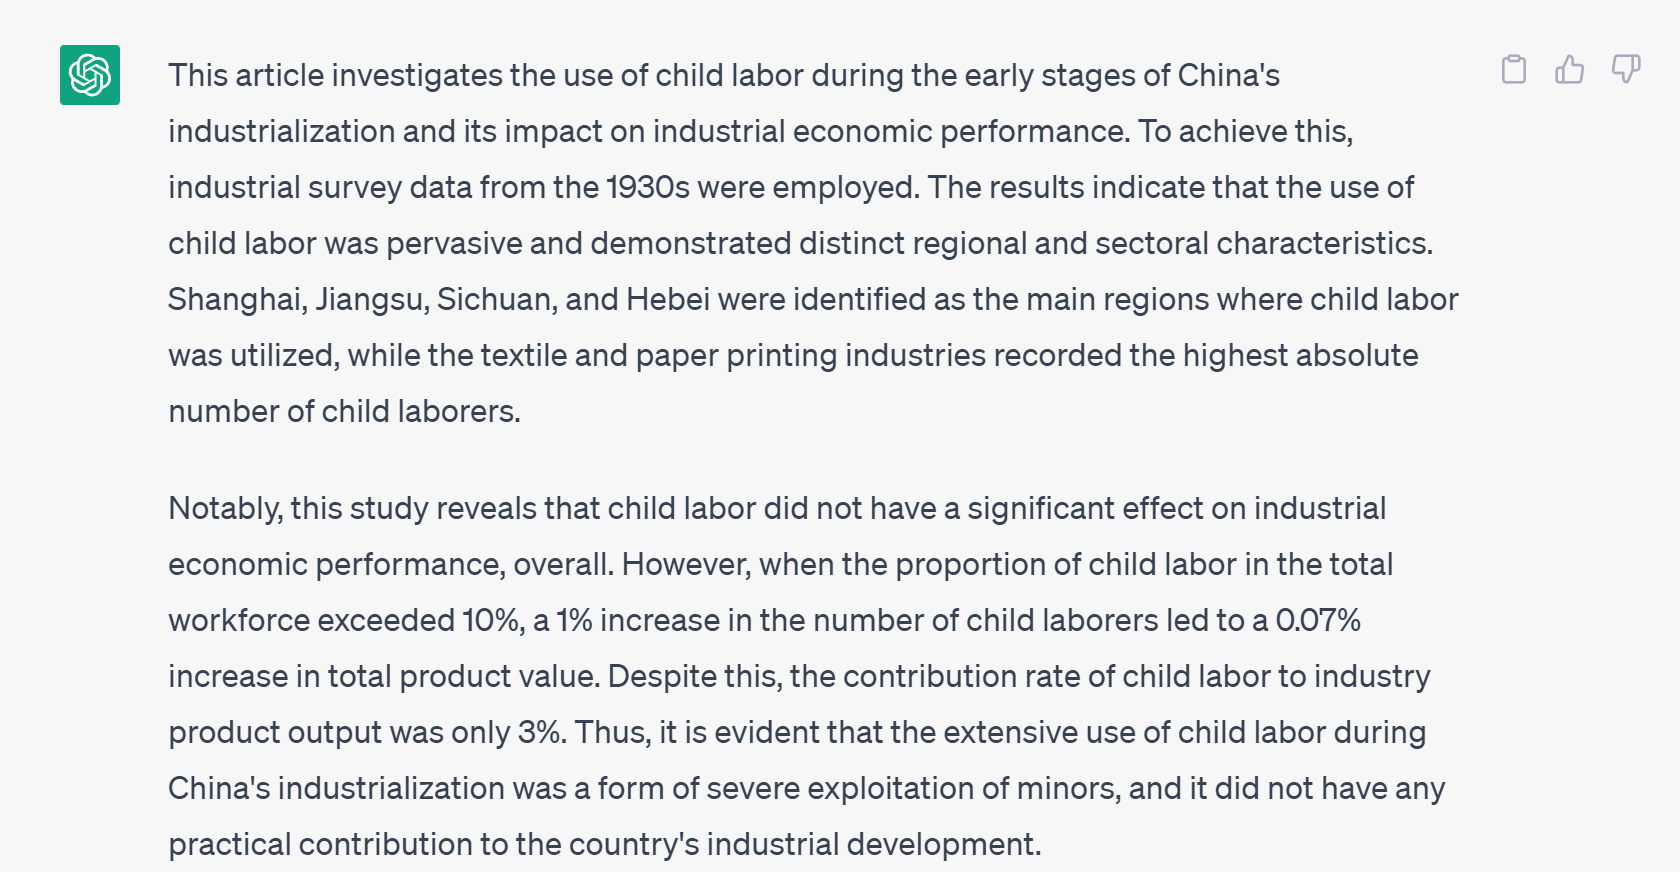 This article investigates the use of child labor during the early stages of China's
industrialization and its impact on industrial economic performance. To achieve this,
industrial survey data from the 1930s were employed. The results indicate that the use of
child labor was pervasive and demonstrated distinct regional and sectoral characteristics.
Shanghai, Jiangsu, Sichuan, and Hebei were identified as the main regions where child labor
was utilized, while the textile and paper printing industries recorded the highest absolute
number of child laborers.
Notably, this study reveals that child labor did not have a significant effect on industrial
economic performance, overall. However, when the proportion of child labor in the total
workforce exceeded 10%, a 1% increase in the number of child laborers led to a 0.07%
increase in total product value. Despite this, the contribution rate of child labor to industry
product output was only 3%. Thus, it is evident that the extensive use of child labor during
China's industrialization was a form of severe exploitation of minors, and it did not have any
practical contribution to the country's industrial development.